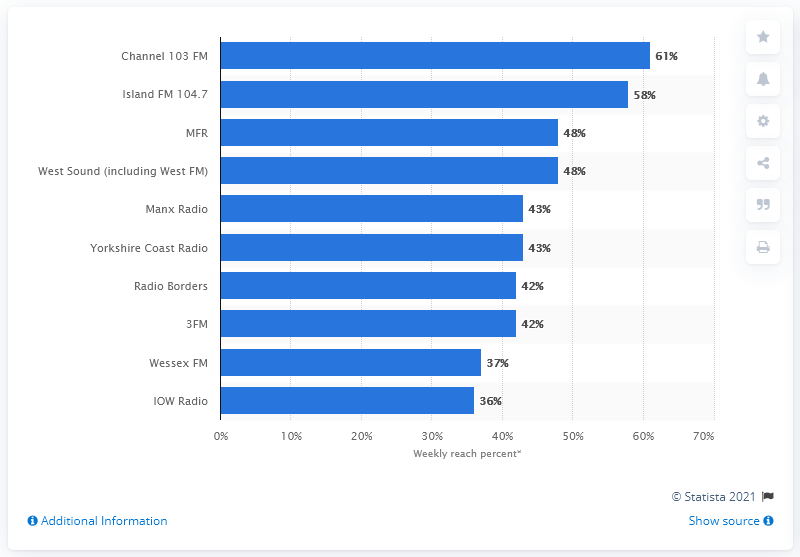 Channel 103 FM 61%
Island FM 104.7 58%
MFR 48%
West Sound (including West FM) 48%
Manx Radio 43%
Yorkshire Coast Radio 43%
Radio Borders 42%
3FM 42%
Wessex FM 37%
IOW Radio 36%
0% 10% 20% 30% 40% 50% 60% 70%
Weekly reach percent*
© Statista 2021
Additional Information Show source